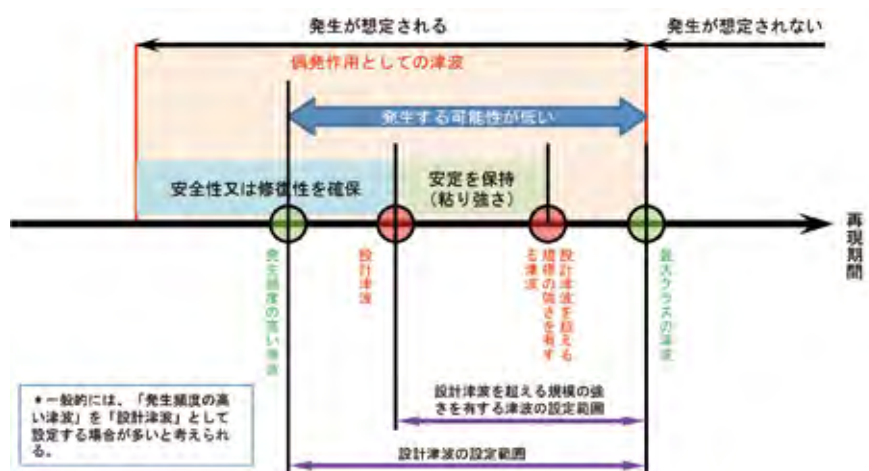 発生が想定される
発生が想定されない
偶発作用としての津波
発生する可能性が低い
安全性又は修復性を確保
安定を保持
（粘り強さ）
再現期間
発生頻度の高い津波
設計津波
設計津波を超える
規模の強さを有す
る津波
最大クラスの津波
設計津波を超える規模の強
さを有する津波の設定範囲
設計津波の設定範囲
＊一般的には、「発生頻度の高
い津波」を「設計津波」として
設定する場合が多いと考えられ
る。